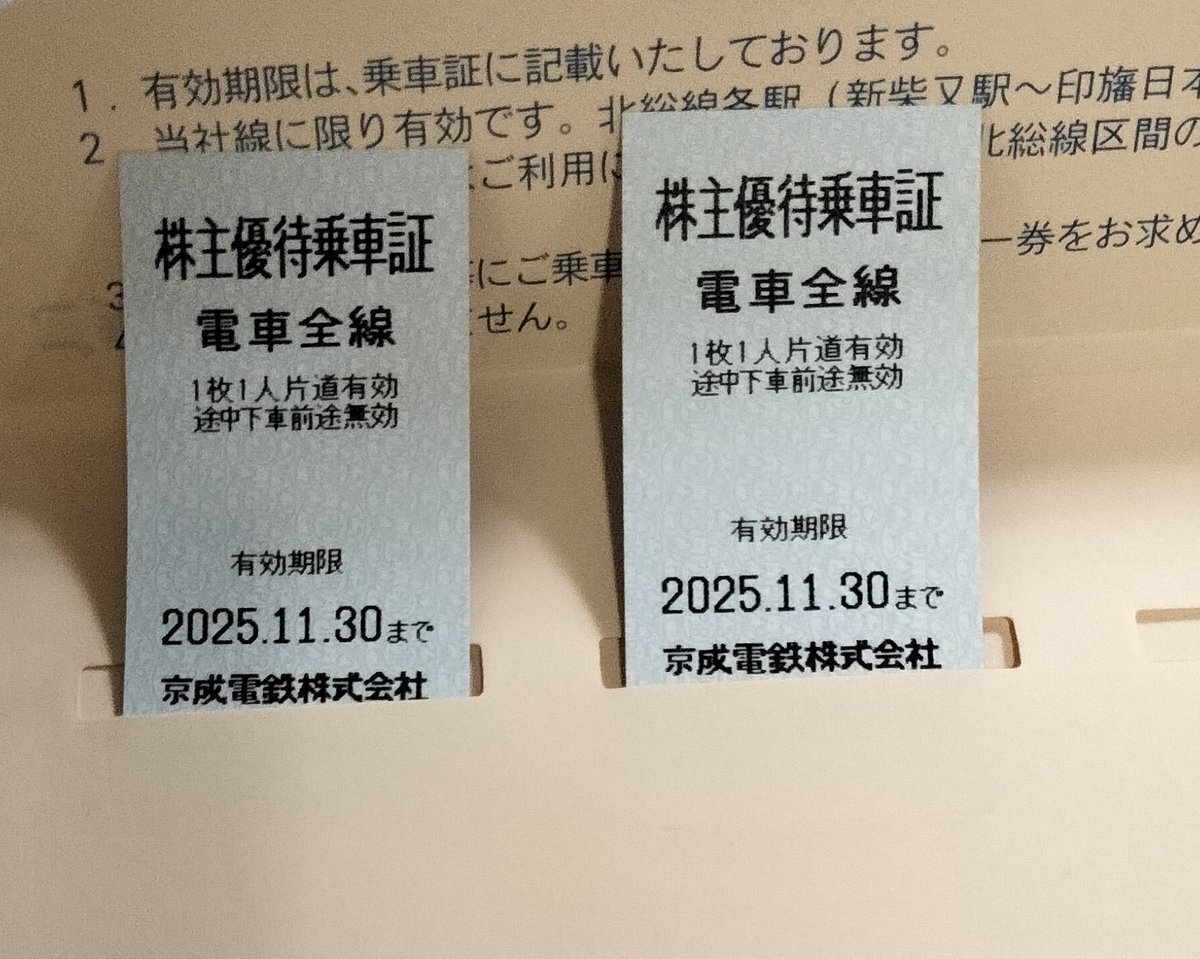 1. 有効期限は、乗車証に記載いたしております。
2 当社線に限り有効です。北総線各駅(新柴又駅～印旛日本
ご利用に
北総線区間の
一券をお求め
3
にご乗車
せん。
株主優待乗車証
電車全線
1枚1人片道有効
途中下車前途無効
有効期限
2025.11.30まで
京成電鉄株式会社
株主優待乗車証
電車全線
1枚1人片道有効
途中下車前途無効
有効期限
2025.11.30まで
京成電鉄株式会社